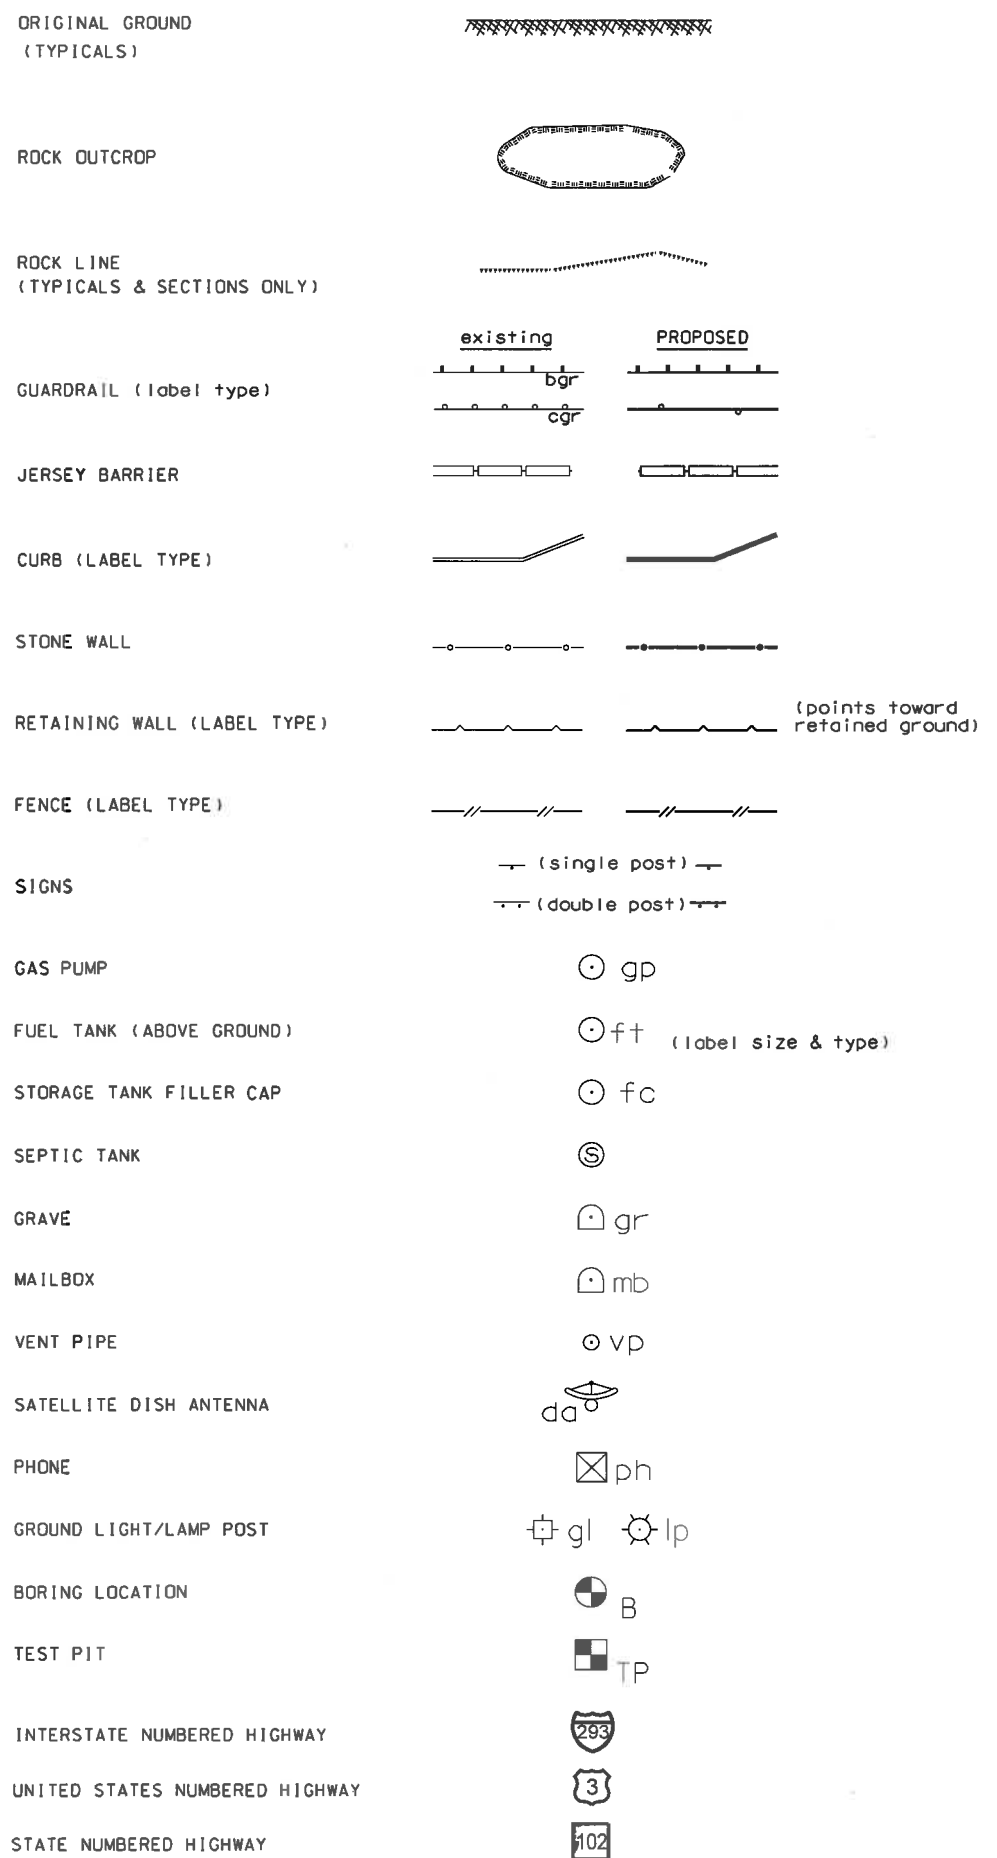 ORIGINAL GROUND
(TYPICALS)
ROCK OUTCROP
ROCK LINE
(TYPICALS & SECTIONS ONLY)
existing PROPOSED
GUARDRAIL (label type)
bgr
cgr
JERSEY BARRIER
CURB (LABEL TYPE)
STONE WALL
RETAINING WALL (LABEL TYPE)
(points toward
retained ground)
FENCE (LABEL TYPE)
SIGNS
(single post)
(double post)
GAS PUMP gp
FUEL TANK (ABOVE GROUND) ft (label size & type)
STORAGE TANK FILLER CAP fc
SEPTIC TANK S
GRAVE gr
MAILBOX mb
VENT PIPE vp
SATELLITE DISH ANTENNA da
PHONE ph
GROUND LIGHT/LAMP POST gl lp
BORING LOCATION B
TEST PIT TP
INTERSTATE NUMBERED HIGHWAY 293
UNITED STATES NUMBERED HIGHWAY 3
STATE NUMBERED HIGHWAY 102